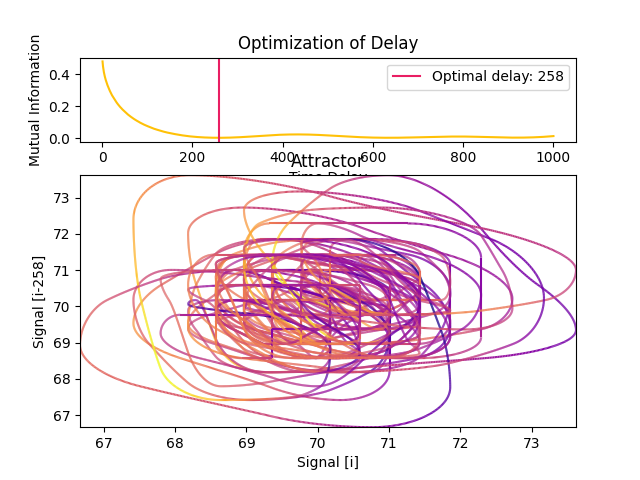 Optimization of Delay
Mutual Information
0.4
0.2
0.0
Optimal delay: 258
0 200 400 600 800 1000
Time Delay
Attractor
Signal [i-258]
73
72
71
70
69
68
67
67 68 69 70 71 72 73
Signal [i]